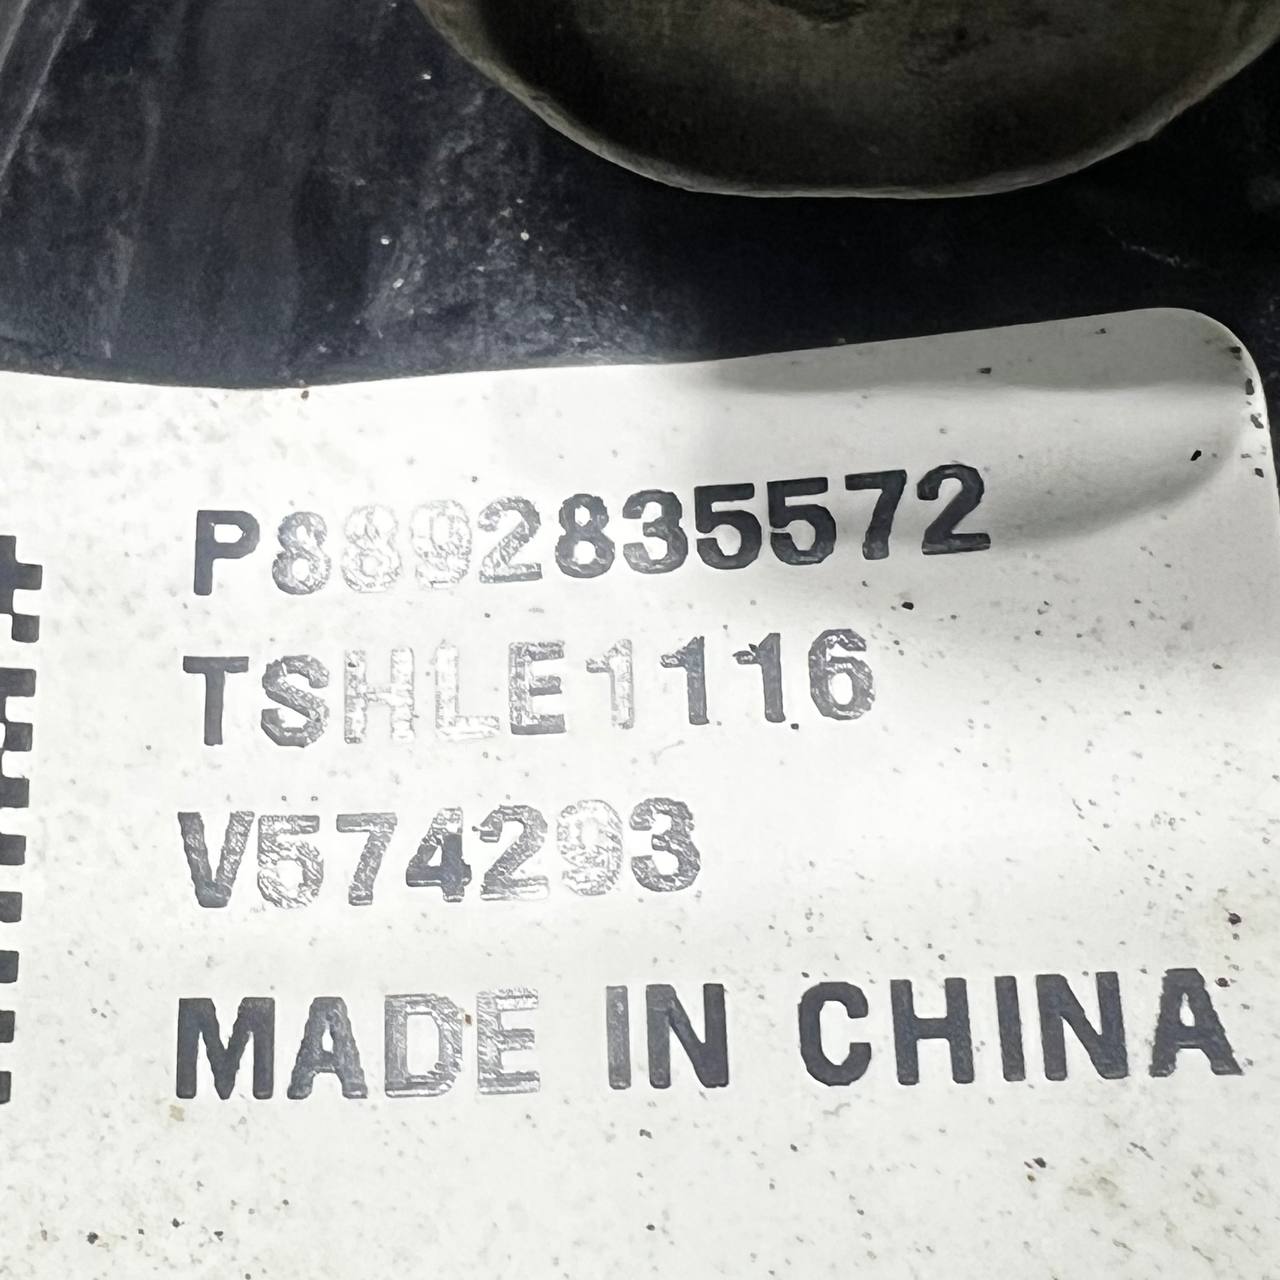 P8892835572
TSHLE1116
V574293
MADE IN CHINA